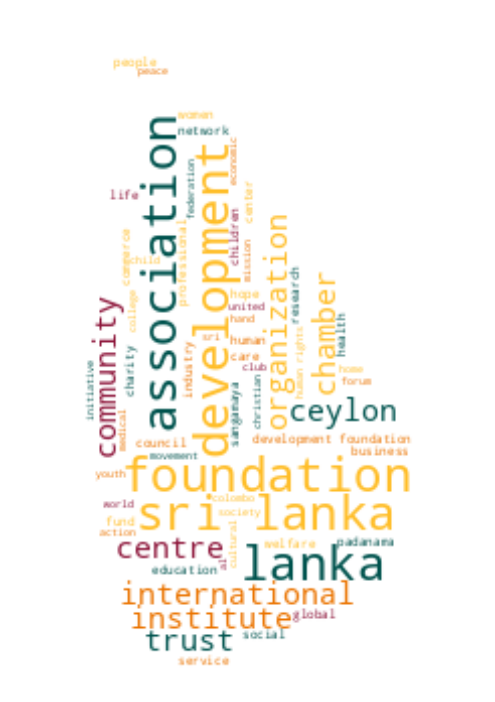 people
peace
women
association
network
development
economic
federation
life
center
children
professional
organization
commerce
child
mission
research
chamber
college
hope
community
united
hand
health
sri
human
human rights
industry
charity
care
initiative
club
home
forum
christian
sangamaya
ceylon
medical
council
development foundation
business
movement
foundation
youth
colombo
world
sri lanka
society
fund
action
cultural
centre
welfare
padanama
lanka
al
education
international
institute
global
trust
social
service